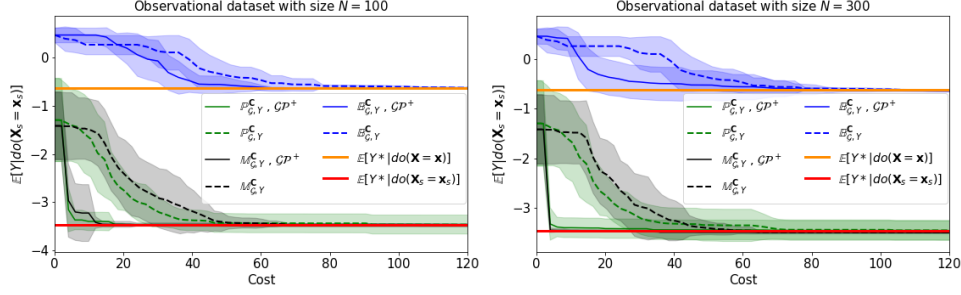 Observational dataset with size N = 100
𝔼[Y|do(X_s = x_s)]
0
−1
−2
−3
−4
ℙ^C_{𝒢,Y} , 𝒢𝒫⁺
ℙ^C_{𝒢,Y}
𝕄^C_{𝒢,Y} , 𝒢𝒫⁺
𝕄^C_{𝒢,Y}
𝔹^C_{𝒢,Y} , 𝒢𝒫⁺
𝔹^C_{𝒢,Y}
𝔼[Y*|do(X = x)]
𝔼[Y*|do(X_s = x_s)]
0 20 40 60 80 100 120
Cost
Observational dataset with size N = 300
𝔼[Y|do(X_s = x_s)]
0
−1
−2
−3
ℙ^C_{𝒢,Y} , 𝒢𝒫⁺
ℙ^C_{𝒢,Y}
𝕄^C_{𝒢,Y} , 𝒢𝒫⁺
𝕄^C_{𝒢,Y}
𝔹^C_{𝒢,Y} , 𝒢𝒫⁺
𝔹^C_{𝒢,Y}
𝔼[Y*|do(X = x)]
𝔼[Y*|do(X_s = x_s)]
0 20 40 60 80 100 120
Cost